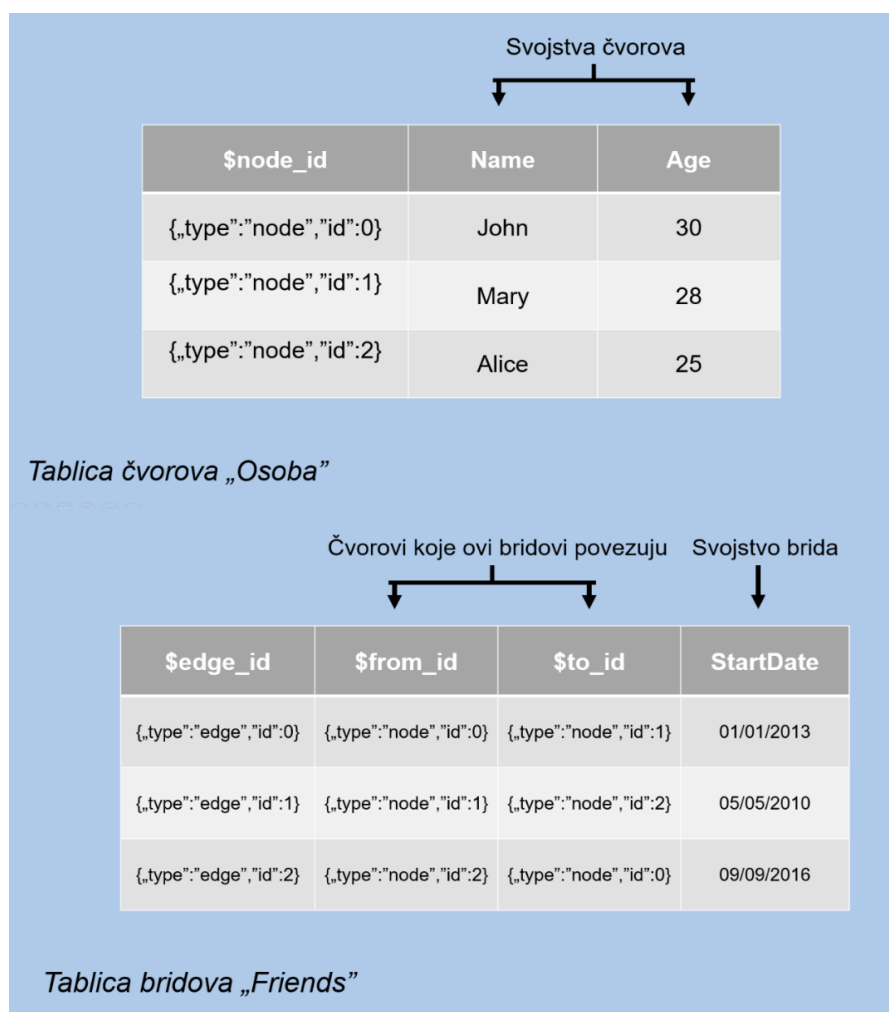 Svojstva čvorova
$node_id Name Age
{„type":"node","id":0} John 30
{„type":"node","id":1} Mary 28
{„type":"node","id":2} Alice 25
Tablica čvorova „Osoba”
Čvorovi koje ovi bridovi povezuju Svojstvo brida
$edge_id $from_id $to_id StartDate
{„type”:”edge”,”id”:0} {„type”:”node”,”id”:0} {„type”:”node”,”id”:1} 01/01/2013
{„type”:”edge”,”id”:1} {„type”:”node”,”id”:1} {„type”:”node”,”id”:2} 05/05/2010
{„type”:”edge”,”id”:2} {„type”:”node”,”id”:2} {„type”:”node”,”id”:0} 09/09/2016
Tablica bridova „Friends”